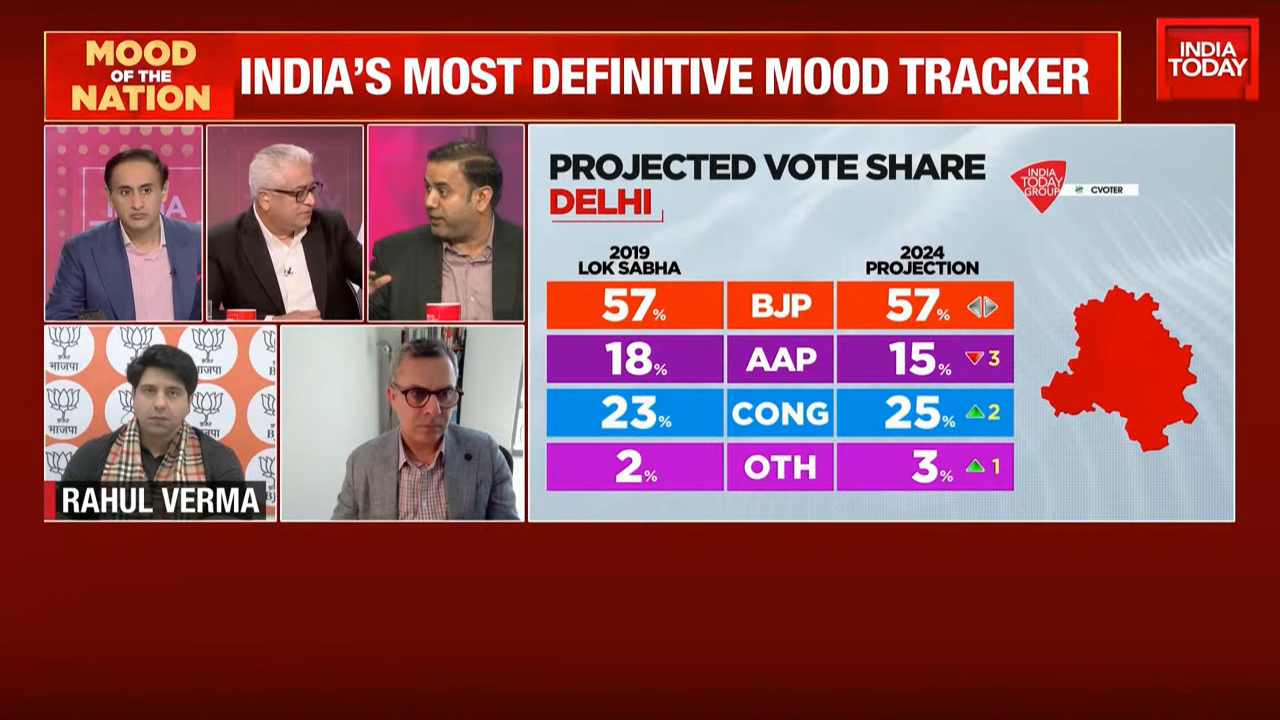 MOOD
OF THE
NATION
INDIA'S MOST DEFINITIVE MOOD TRACKER
INDIA
TODAY
PROJECTED VOTE SHARE
DELHI
INDIA
TODAY
GROUP
CVOTER
2019
LOK SABHA
2024
PROJECTION
57% BJP 57%
18% AAP 15% 3
23% CONG 25% 2
2% OTH 3% 1
भाजपा
भाजपा
भाजपा
RAHUL VERMA